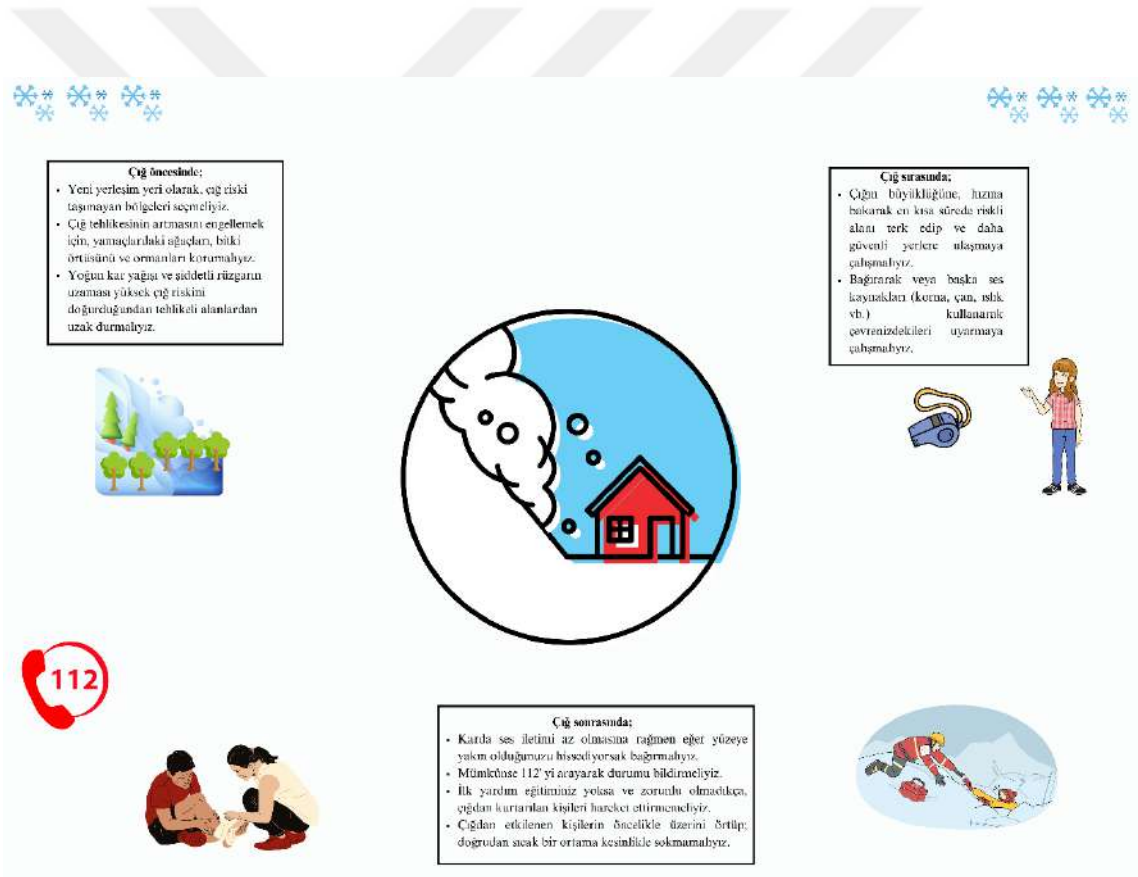 Çığ öncesinde;
• Yeni yerleşim yeri olarak, çığ riski
taşımayan bölgeleri seçmeliyiz.
• Çığ tehlikesinin artmasını engellemek
için, yamaçlardaki ağaçları, bitki
örtüsünü ve ormanları korumalıyız.
• Yoğun kar yağışı ve şiddetli rüzgarın
uzaması yüksek çığ riskini
doğurduğundan tehlikeli alanlardan
uzak durmalıyız.
Çığ sırasında;
• Çığın büyüklüğüne, hızına
bakarak en kısa sürede riskli
alanı terk edip ve daha
güvenli yerlere ulaşmaya
çalışmalıyız.
• Bağırarak veya başka ses
kaynakları (korna, çan, ıslık
vb.) kullanarak
çevrenizdekileri uyarmaya
çalışmalıyız.
112
Çığ sonrasında;
• Karda ses iletimi az olmasına rağmen eğer yüzeye
yakın olduğumuzu hissediyorsak bağırmalıyız.
• Mümkünse 112' yi arayarak durumu bildirmeliyiz.
• İlk yardım eğitiminiz yoksa ve zorunlu olmadıkça,
çığdan kurtarılan kişileri hareket ettirmemeliyiz.
• Çığdan etkilenen kişilerin öncelikle üzerini örtüp;
doğrudan sıcak bir ortama kesinlikle sokmamalıyız.